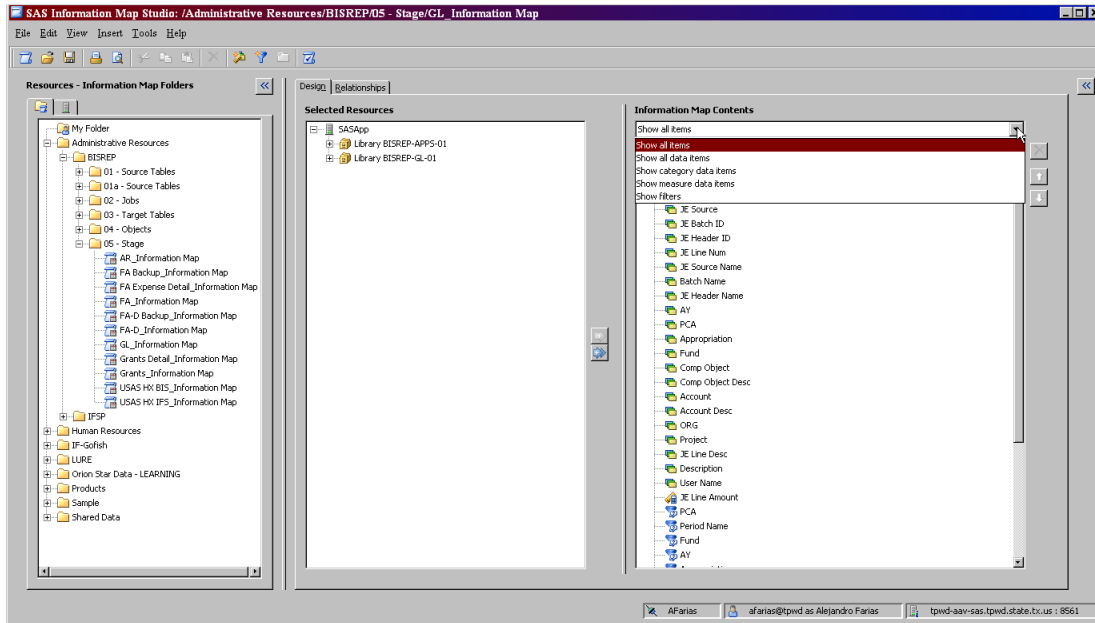 SAS Information Map Studio: /Administrative Resources/BISREP/05 - Stage/GL_Information Map
File Edit View Insert Tools Help
Resources - Information Map Folders
My Folder
Administrative Resources
BISREP
01 - Source Tables
01a - Source Tables
02 - Jobs
03 - Target Tables
04 - Objects
05 - Stage
AR_Information Map
FA Backup_Information Map
FA Expense Detail_Information Map
FA_Information Map
FA-D Backup_Information Map
FA-D_Information Map
GL_Information Map
Grants Detail_Information Map
Grants_Information Map
USAS HX BIS_Information Map
USAS HX IFS_Information Map
IFSP
Human Resources
IF-Gofish
LURE
Orion Star Data - LEARNING
Products
Sample
Shared Data
Design Relationships
Selected Resources
SASApp
Library BISREP-APPS-01
Library BISREP-GL-01
Information Map Contents
Show all items
Show all items
Show all data items
Show category data items
Show measure data items
Show filters
JE Source
JE Batch ID
JE Header ID
JE Line Num
JE Source Name
Batch Name
JE Header Name
AY
PCA
Appropriation
Fund
Comp Object
Comp Object Desc
Account
Account Desc
ORG
Project
JE Line Desc
Description
User Name
JE Line Amount
PCA
Period Name
Fund
AY
AFarias
afarias@tpwd as Alejandro Farias
tpwd-aav-sas.tpwd.state.tx.us : 8561